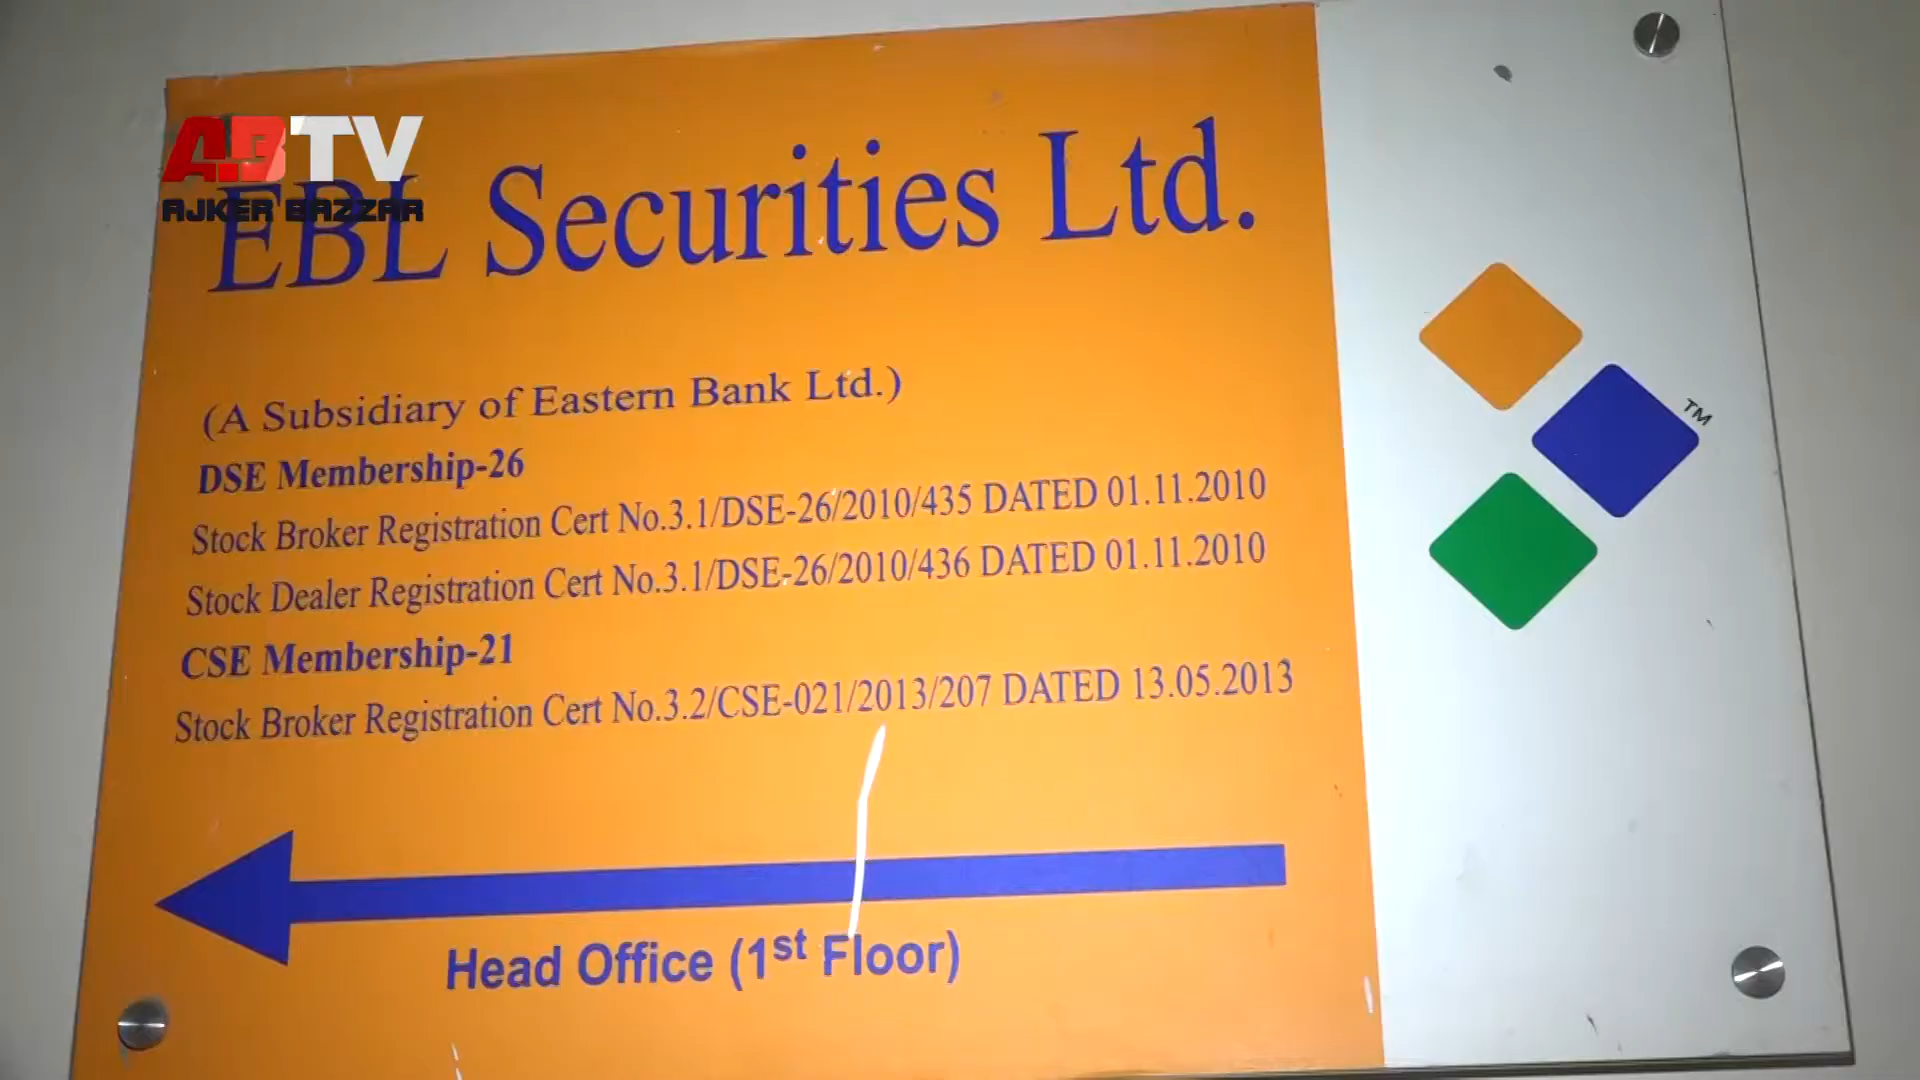 ABTV
AJKER BAZZAR
EBL Securities Ltd.
(A Subsidiary of Eastern Bank Ltd.)
DSE Membership-26
Stock Broker Registration Cert No.3.1/DSE-26/2010/435 DATED 01.11.2010
Stock Dealer Registration Cert No.3.1/DSE-26/2010/436 DATED 01.11.2010
CSE Membership-21
Stock Broker Registration Cert No.3.2/CSE-021/2013/207 DATED 13.05.2013
Head Office (1st Floor)
TM